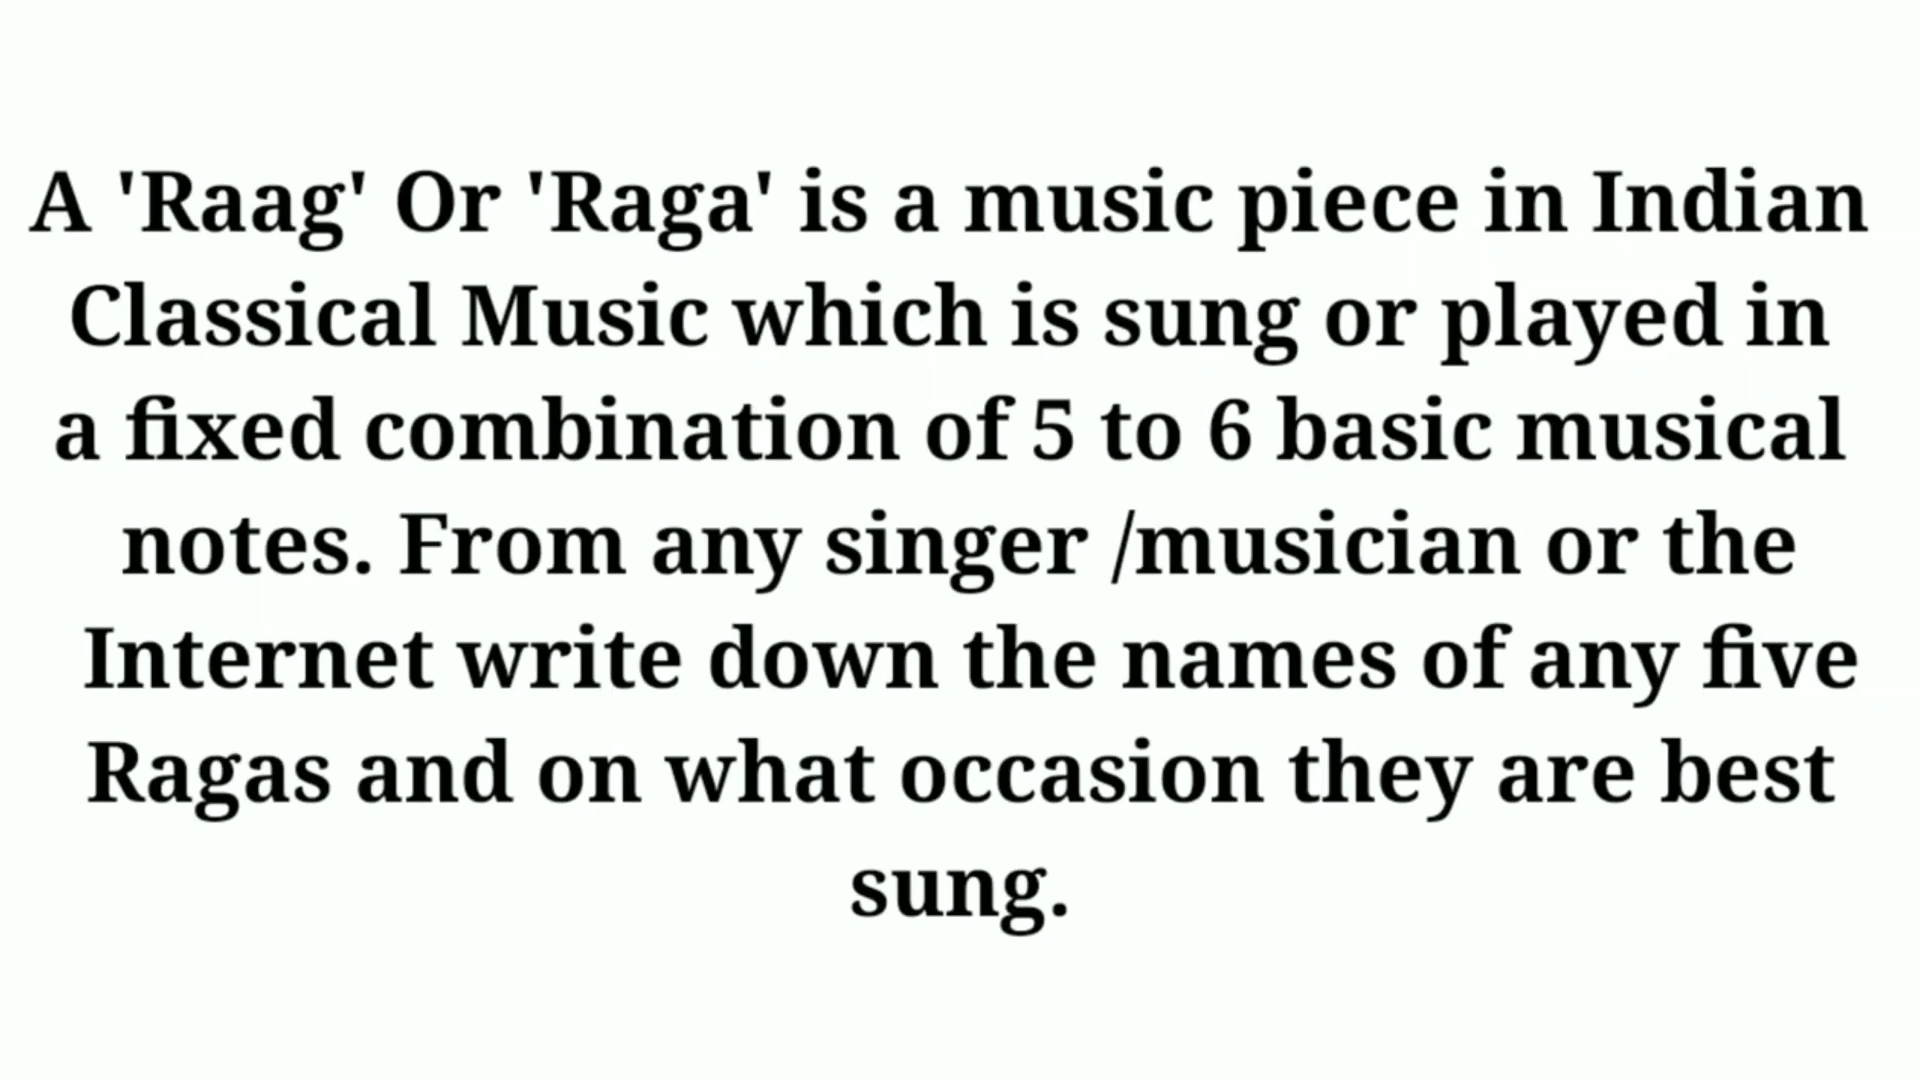 A 'Raag' Or 'Raga' is a music piece in Indian
Classical Music which is sung or played in
a fixed combination of 5 to 6 basic musical
notes. From any singer /musician or the
Internet write down the names of any five
Ragas and on what occasion they are best
sung.